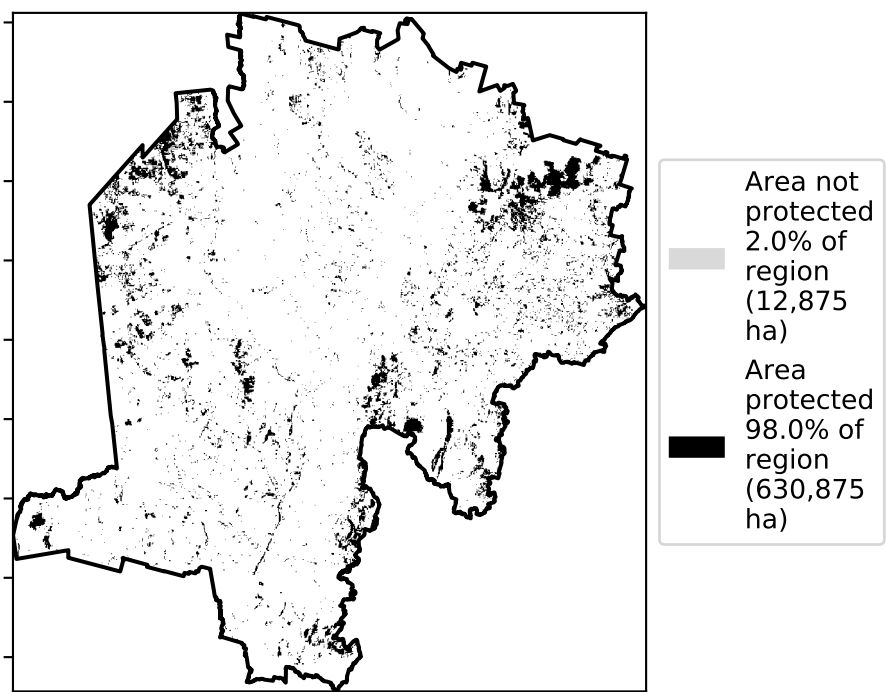 Area not
protected
2.0% of
region
(12,875
ha)
Area
protected
98.0% of
region
(630,875
ha)